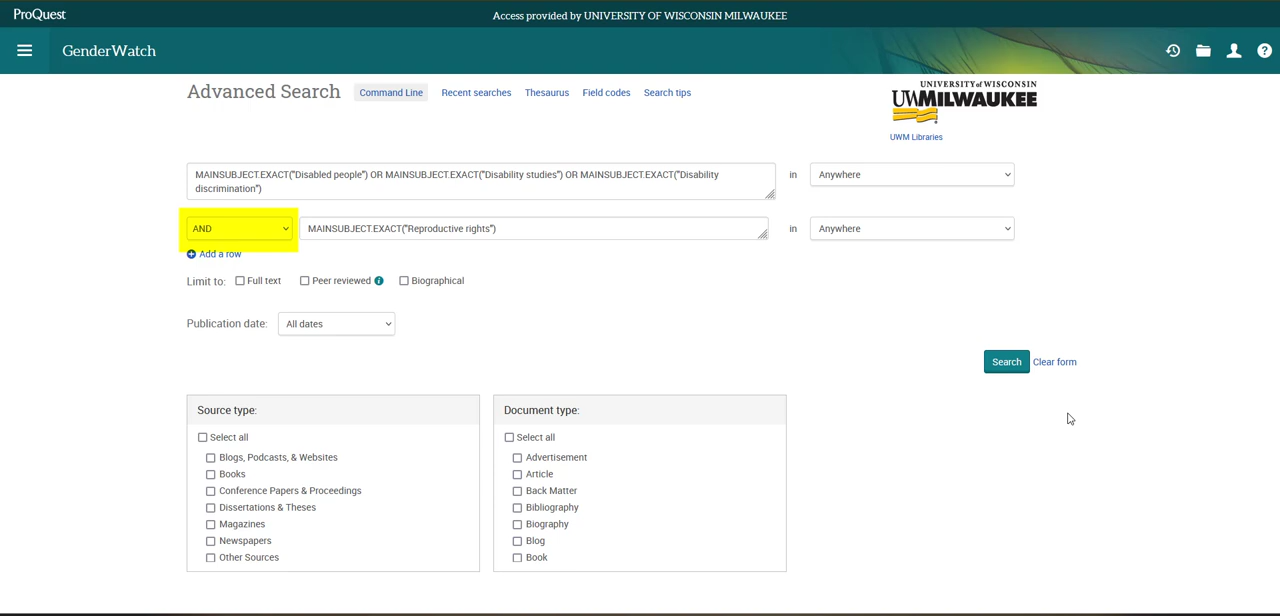 ProQuest
Access provided by UNIVERSITY OF WISCONSIN MILWAUKEE
GenderWatch
Advanced Search
Command Line
Recent searches
Thesaurus
Field codes
Search tips
UNIVERSITY of WISCONSIN
UWMILWAUKEE
UWM Libraries
MAINSUBJECT.EXACT("Disabled people") OR MAINSUBJECT.EXACT("Disability studies") OR MAINSUBJECT.EXACT("Disability
discrimination")
in
Anywhere
AND
MAINSUBJECT.EXACT("Reproductive rights")
in
Anywhere
Add a row
Limit to:
Full text
Peer reviewed
Biographical
Publication date:
All dates
Search
Clear form
Source type:
Select all
Blogs, Podcasts, & Websites
Books
Conference Papers & Proceedings
Dissertations & Theses
Magazines
Newspapers
Other Sources
Document type:
Select all
Advertisement
Article
Back Matter
Bibliography
Biography
Blog
Book